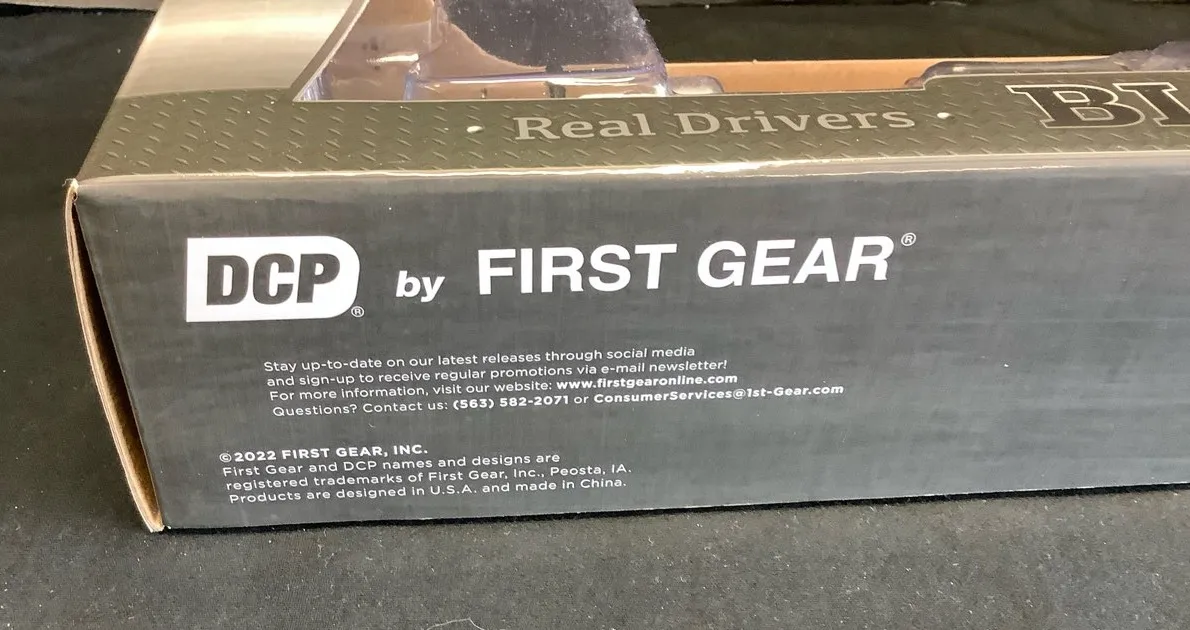 • Real Drivers •
DCP® by FIRST GEAR®
Stay up-to-date on our latest releases through social media
and sign-up to receive regular promotions via e-mail newsletter!
For more information, visit our website: www.firstgearonline.com
Questions? Contact us: (563) 582-2071 or ConsumerServices@1st-Gear.com
©2022 FIRST GEAR, INC.
First Gear and DCP names and designs are
registered trademarks of First Gear, Inc., Peosta, IA.
Products are designed in U.S.A. and made in China.